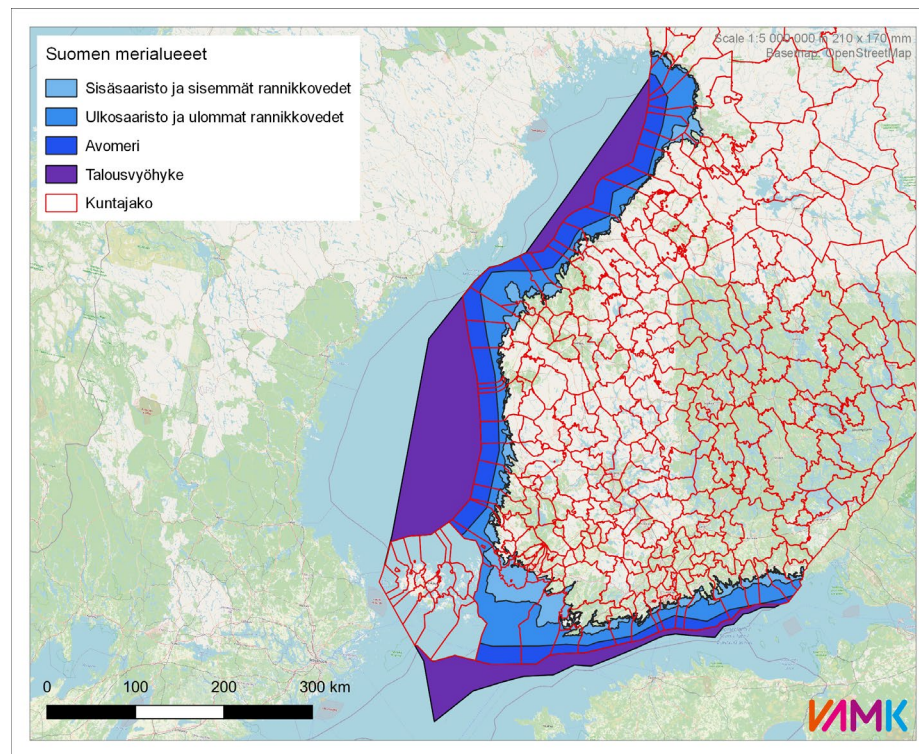 Suomen merialueeet
Sisäsaaristo ja sisemmät rannikkovedet
Ulkosaaristo ja ulommat rannikkovedet
Avomeri
Talousvyöhyke
Kuntajako
Scale 1:5 000 000 in 210 x 170 mm
Basemap: OpenStreetMap
0 100 200 300 km
VAMK